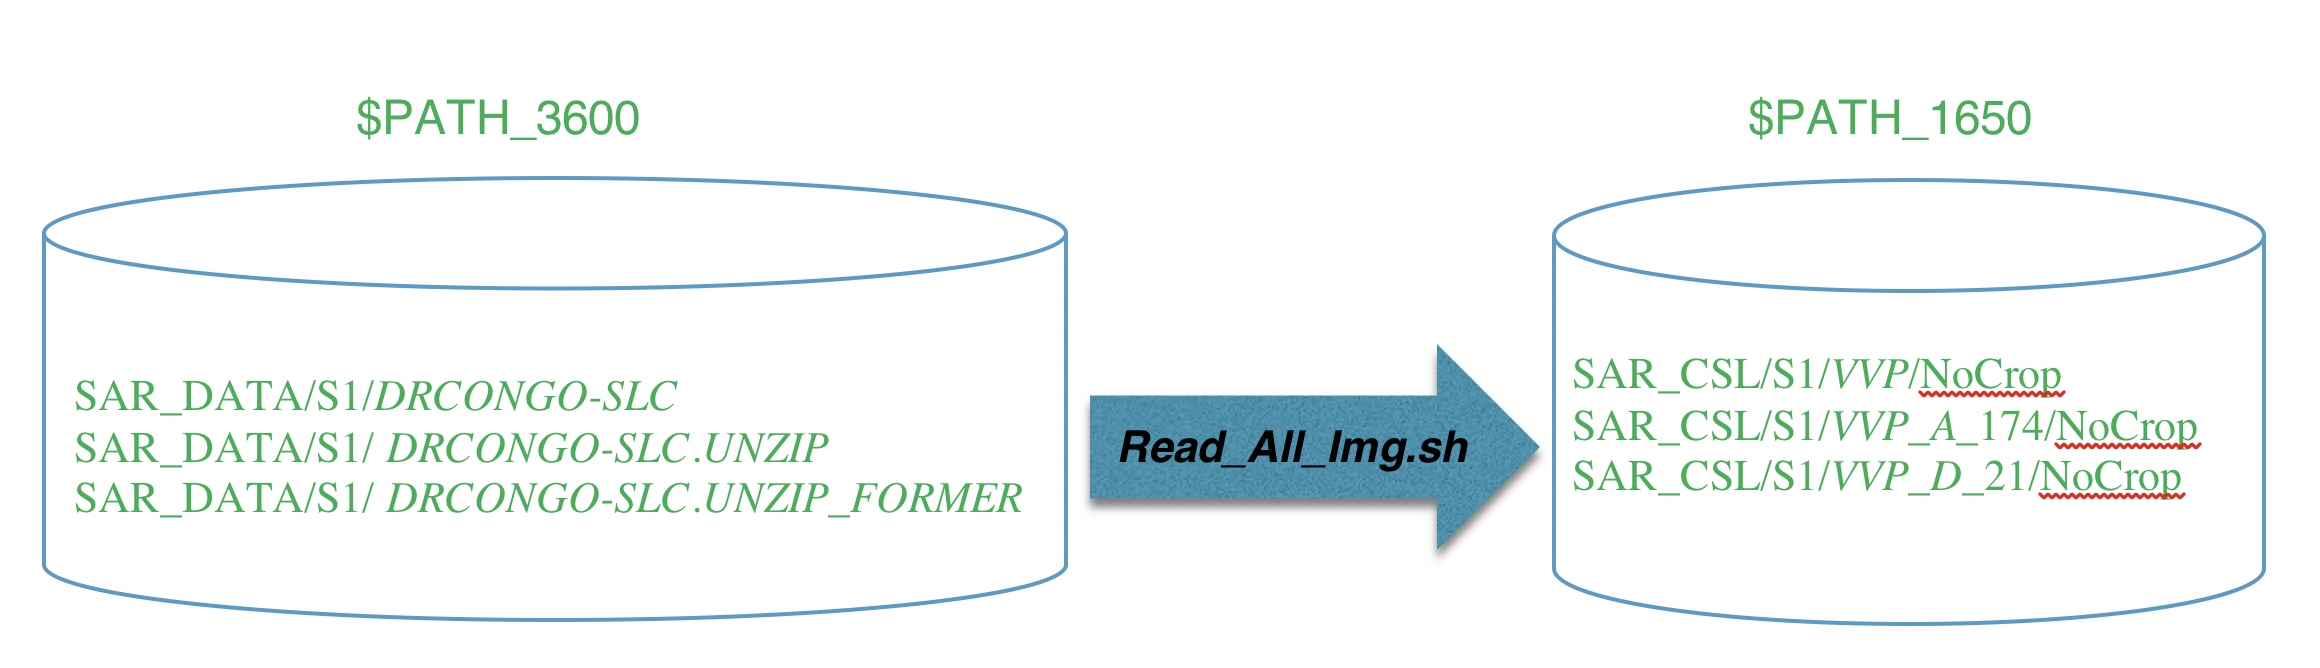 $PATH_3600
$PATH_1650
SAR_DATA/S1/DRCONGO-SLC
SAR_DATA/S1/ DRCONGO-SLC.UNZIP
SAR_DATA/S1/ DRCONGO-SLC.UNZIP_FORMER
Read_All_Img.sh
SAR_CSL/S1/VVP/NoCrop
SAR_CSL/S1/VVP_A_174/NoCrop
SAR_CSL/S1/VVP_D_21/NoCrop